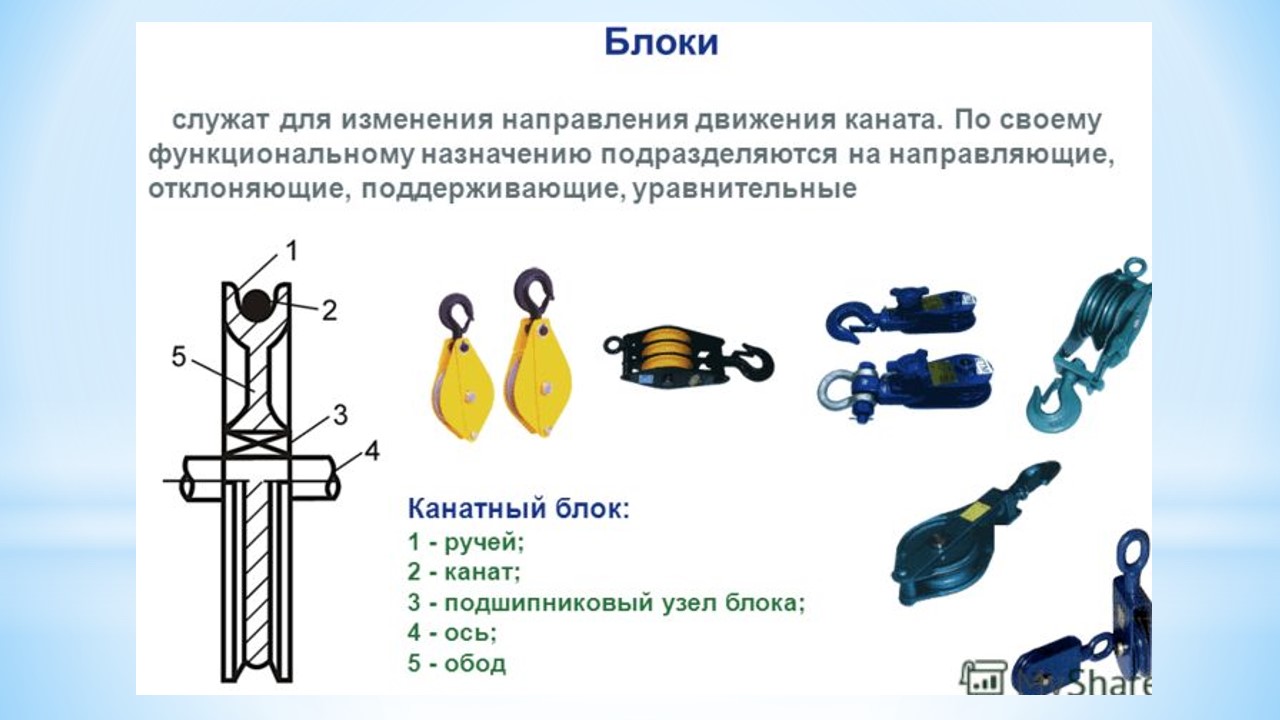 Блоки
служат для изменения направления движения каната. По своему
функциональному назначению подразделяются на направляющие,
отклоняющие, поддерживающие, уравнительные
1
2
5
3
4
Канатный блок:
1 - ручей;
2 - канат;
3 - подшипниковый узел блока;
4 - ось;
5 - обод
MyShare